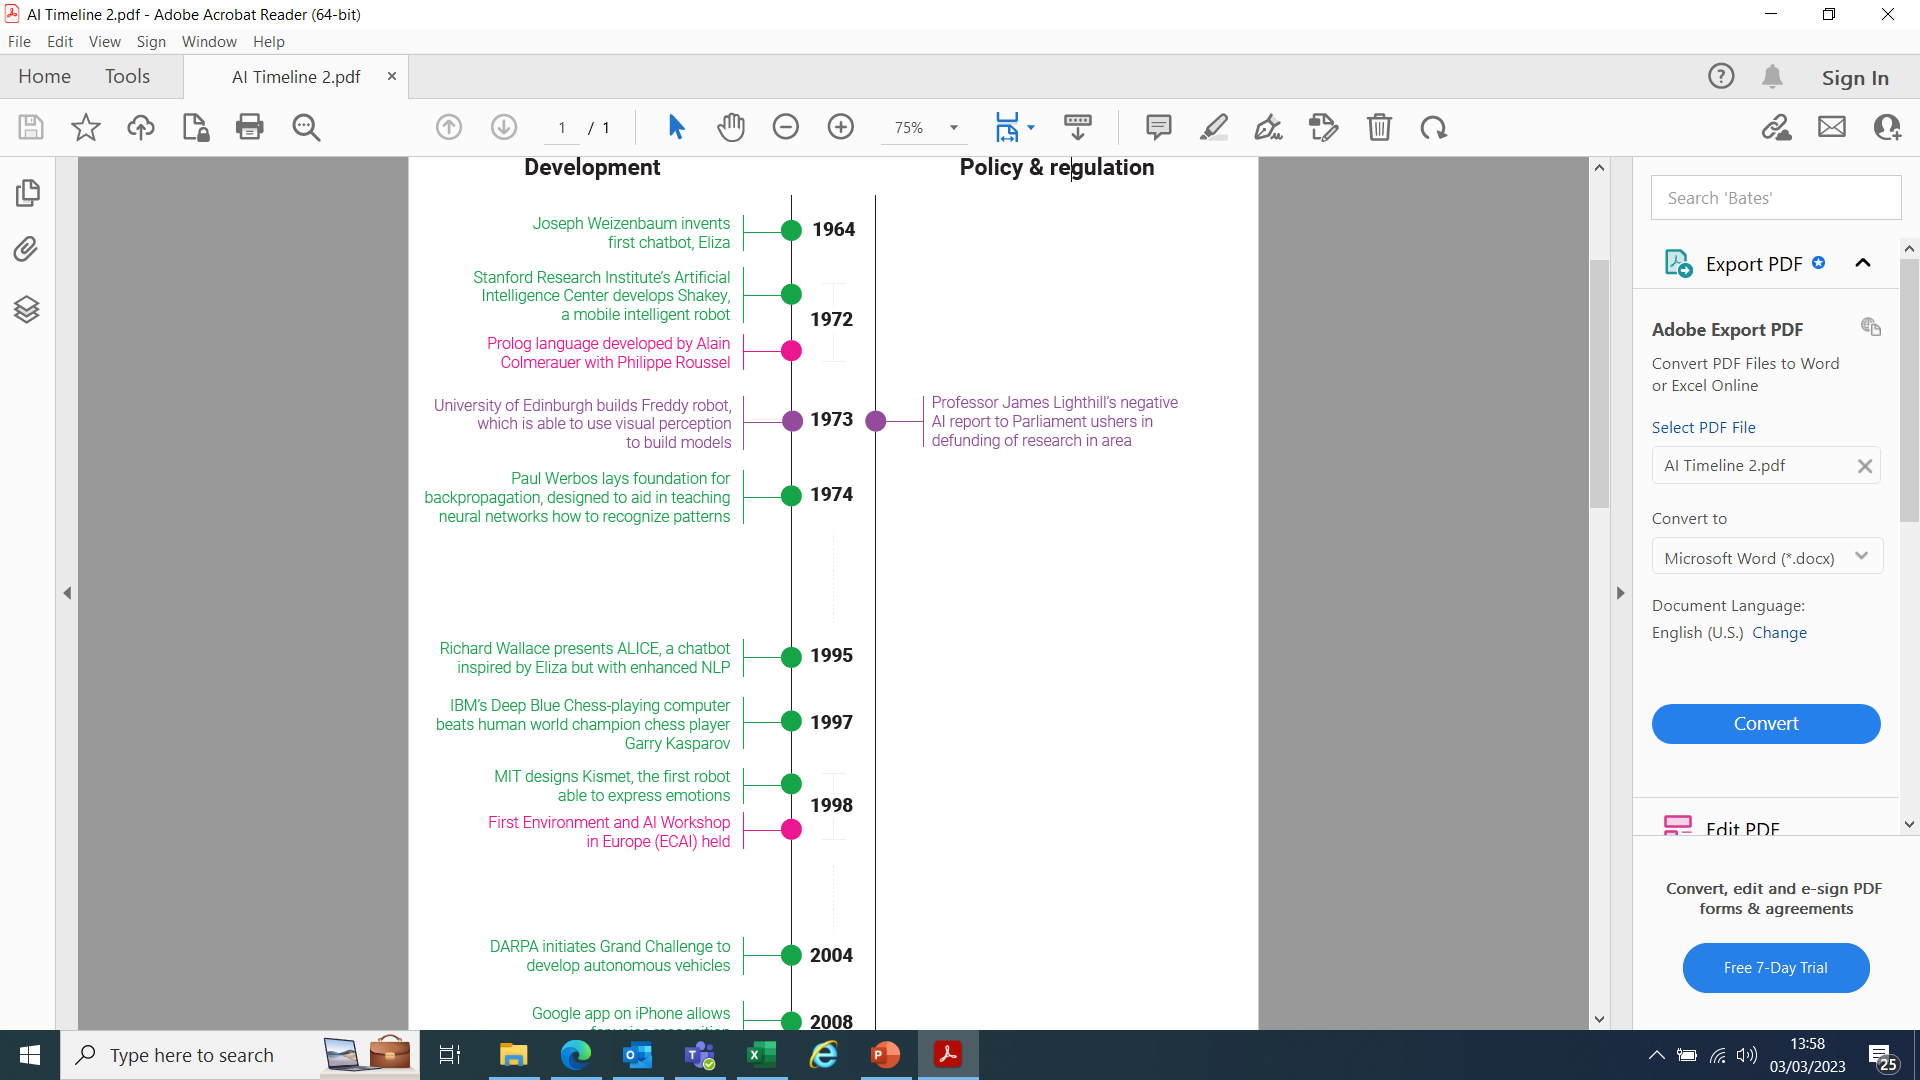 AI Timeline 2.pdf - Adobe Acrobat Reader (64-bit)
File Edit View Sign Window Help
Home Tools AI Timeline 2.pdf × ? Sign In
1 / 1 75%
Development Policy & regulation
Joseph Weizenbaum invents
first chatbot, Eliza
1964
Stanford Research Institute's Artificial
Intelligence Center develops Shakey,
a mobile intelligent robot
1972
Prolog language developed by Alain
Colmerauer with Philippe Roussel
University of Edinburgh builds Freddy robot,
which is able to use visual perception
to build models
1973
Professor James Lighthill's negative
AI report to Parliament ushers in
defunding of research in area
Paul Werbos lays foundation for
backpropagation, designed to aid in teaching
neural networks how to recognize patterns
1974
Richard Wallace presents ALICE, a chatbot
inspired by Eliza but with enhanced NLP
1995
IBM's Deep Blue Chess-playing computer
beats human world champion chess player
Garry Kasparov
1997
MIT designs Kismet, the first robot
able to express emotions
1998
First Environment and AI Workshop
in Europe (ECAI) held
DARPA initiates Grand Challenge to
develop autonomous vehicles
2004
Google app on iPhone allows
for voice recognition
2008
Search 'Bates'
Export PDF
Adobe Export PDF
Convert PDF Files to Word
or Excel Online
Select PDF File
AI Timeline 2.pdf
Convert to
Microsoft Word (*.docx)
Document Language:
English (U.S.) Change
Convert
Edit PDF
Convert, edit and e-sign PDF
forms & agreements
Free 7-Day Trial
Type here to search
13:58
03/03/2023
25